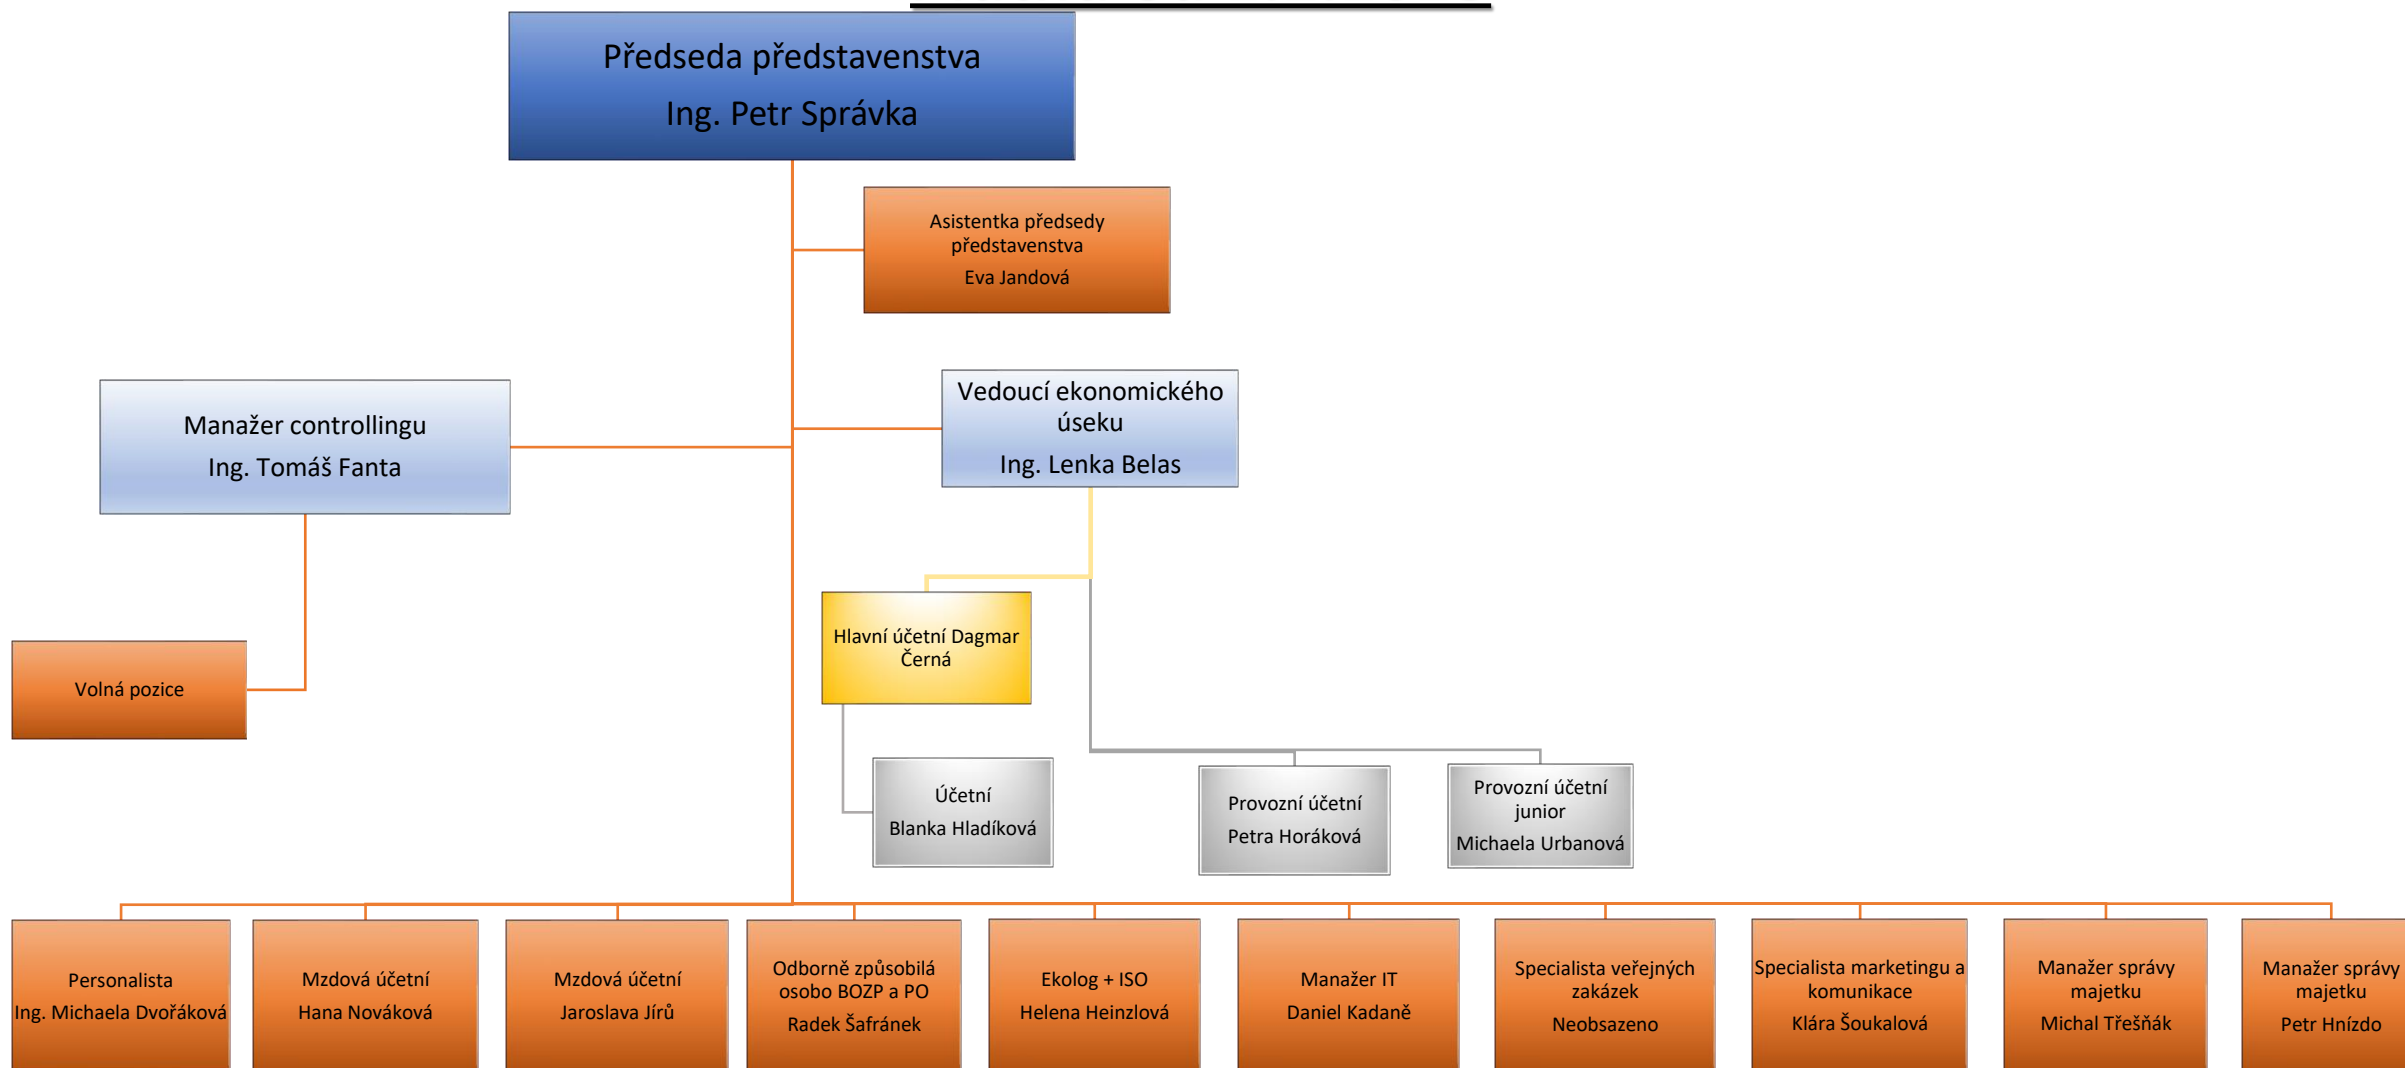 Předseda představenstva
Ing. Petr Správka
Asistentka předsedy
představenstva
Eva Jandová
Manažer controllingu
Ing. Tomáš Fanta
Vedoucí ekonomického
úseku
Ing. Lenka Belas
Hlavní účetní Dagmar
Černá
Volná pozice
Účetní
Blanka Hladíková
Provozní účetní
Petra Horáková
Provozní účetní
junior
Michaela Urbanová
Personalista
Ing. Michaela Dvořáková
Mzdová účetní
Hana Nováková
Mzdová účetní
Jaroslava Jírů
Odborně způsobilá
osobo BOZP a PO
Radek Šafránek
Ekolog + ISO
Helena Heinzlová
Manažer IT
Daniel Kadaně
Specialista veřejných
zakázek
Neobsazeno
Specialista marketingu a
komunikace
Klára Šoukalová
Manažer správy
majetku
Michal Třešňák
Manažer správy
majetku
Petr Hnízdo